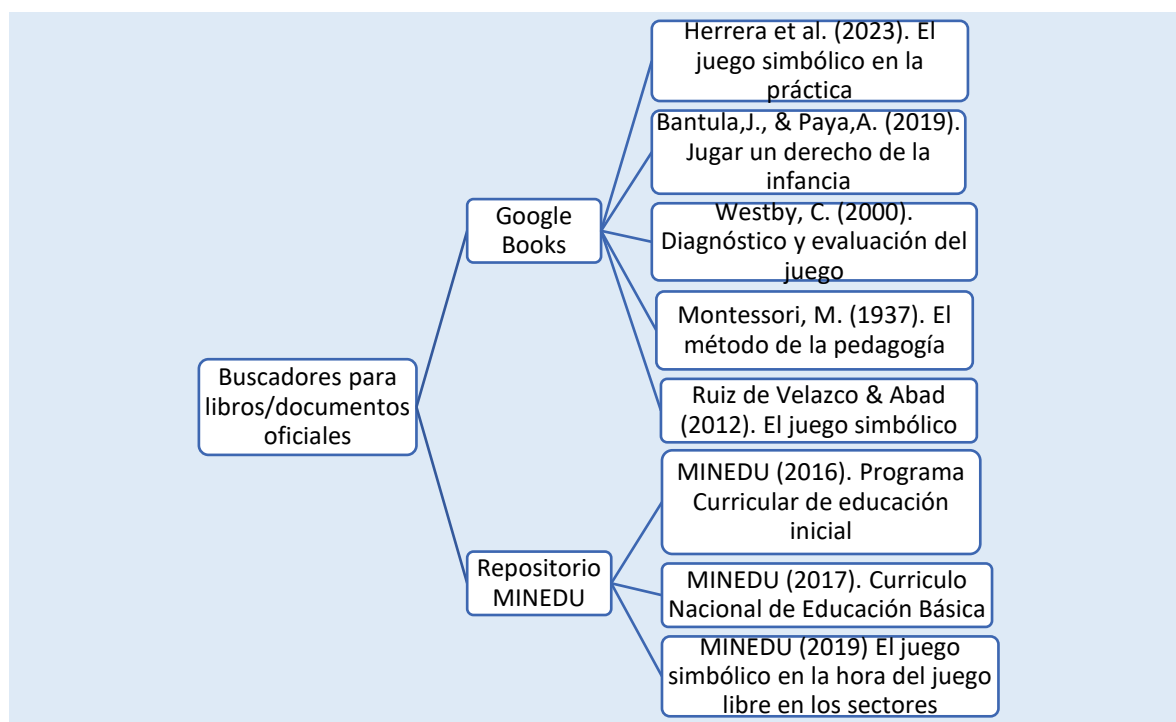 Herrera et al. (2023). El
juego simbólico en la
práctica
Bantula,J., & Paya,A. (2019).
Jugar un derecho de la
infancia
Google
Books
Westby, C. (2000).
Diagnóstico y evaluación del
juego
Montessori, M. (1937). El
método de la pedagogía
Buscadores para
libros/documentos
oficiales
Ruiz de Velazco & Abad
(2012). El juego simbólico
MINEDU (2016). Programa
Curricular de educación
inicial
Repositorio
MINEDU
MINEDU (2017). Curriculo
Nacional de Educación Básica
MINEDU (2019) El juego
simbólico en la hora del juego
libre en los sectores